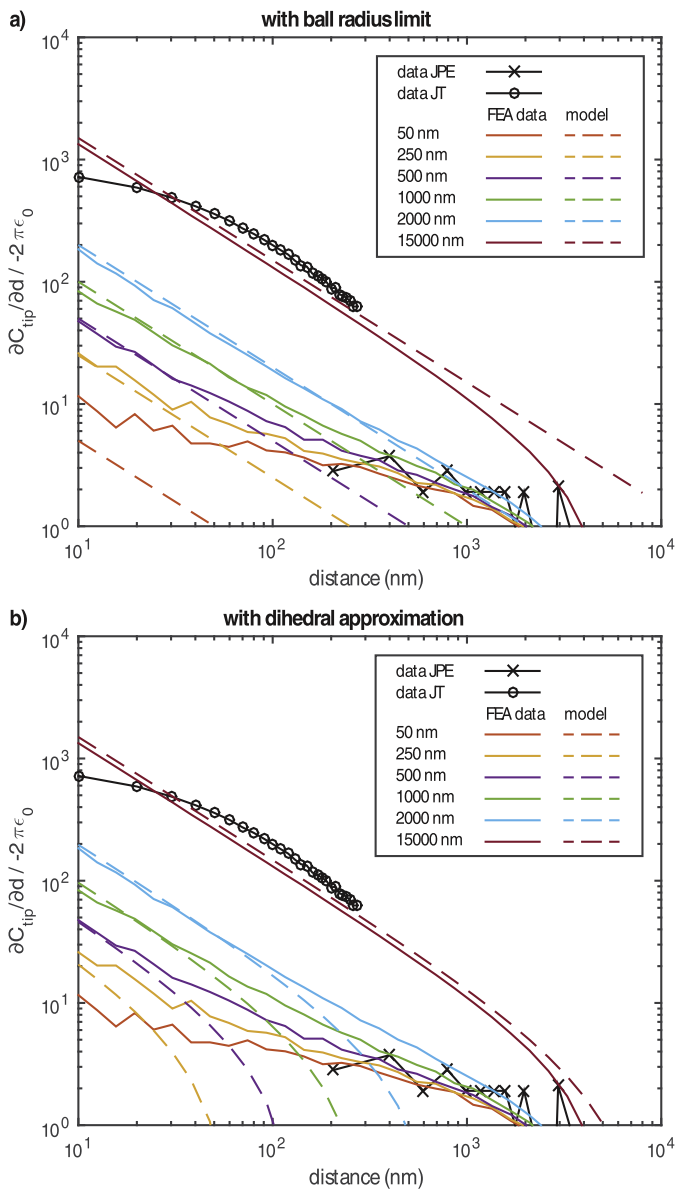 a) with ball radius limit
10^4
10^3
10^2
10^1
10^0
∂C_tip/∂d / -2πϵ_0
data JPE
data JT
FEA data model
50 nm
250 nm
500 nm
1000 nm
2000 nm
15000 nm
10^1 10^2 10^3 10^4
distance (nm)
b) with dihedral approximation
10^4
10^3
10^2
10^1
10^0
∂C_tip/∂d / -2πϵ_0
data JPE
data JT
FEA data model
50 nm
250 nm
500 nm
1000 nm
2000 nm
15000 nm
10^1 10^2 10^3 10^4
distance (nm)